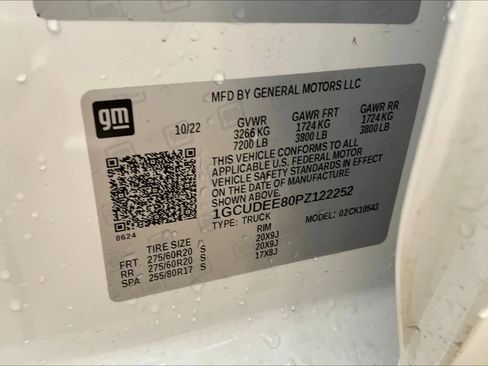 MFD BY GENERAL MOTORS LLC
gm
10/22 GVWR GAWR FRT GAWR RR
3266 KG 1724 KG 1724 KG
7200 LB 3800 LB 3800 LB
THIS VEHICLE CONFORMS TO ALL
APPLICABLE U.S. FEDERAL MOTOR
VEHICLE SAFETY STANDARDS IN EFFECT
ON THE DATE OF MANUFACTURE SHOWN ABOVE.
1GCUDEE80PZ122252
TYPE: TRUCK MODEL: 02CK10543
8624
TIRE SIZE RIM
FRT 275/60R20 S 20X9J
RR 275/60R20 S 20X9J
SPA 255/80R17 S 17X8J